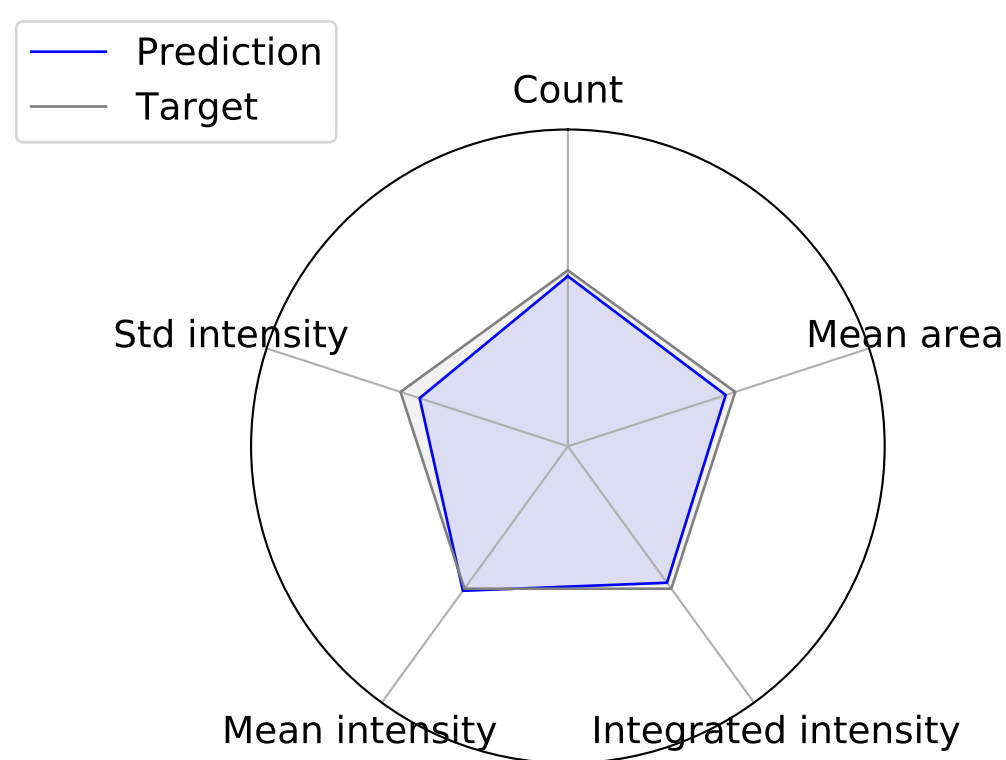 Prediction
Target
Count
Std intensity
Mean area
Mean intensity
Integrated intensity